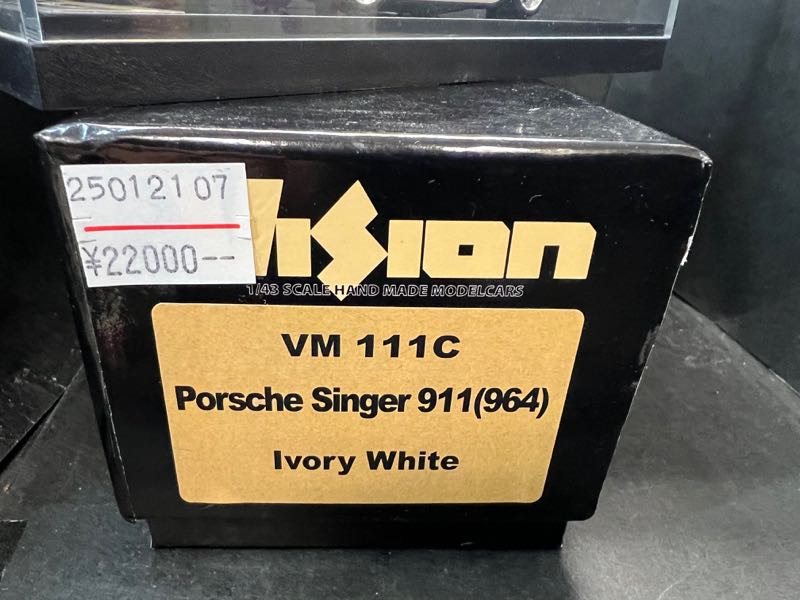 25012107
¥22000--
Vision
1/43 SCALE HAND MADE MODELCARS
VM 111C
Porsche Singer 911(964)
Ivory White